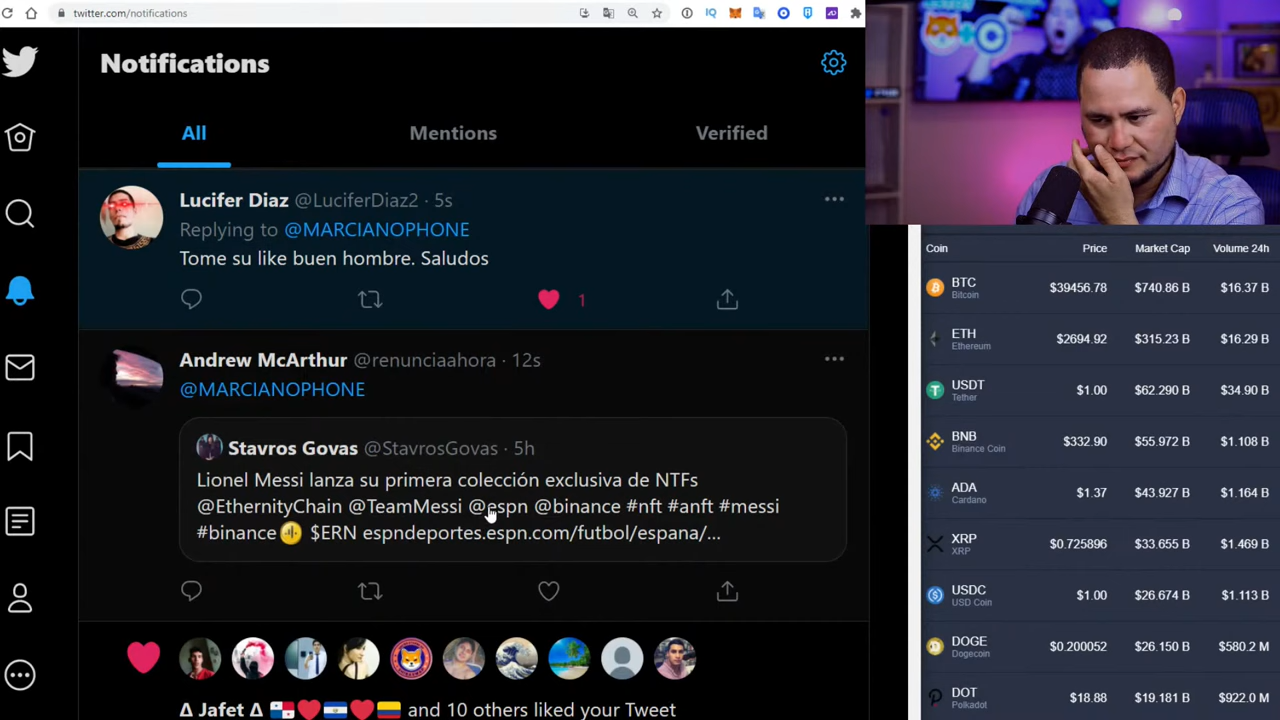 twitter.com/notifications
Notifications
All
Mentions
Verified
Lucifer Diaz @LuciferDiaz2 · 5s
Replying to @MARCIANOPHONE
Tome su like buen hombre. Saludos
1
Andrew McArthur @renunciaahora · 12s
@MARCIANOPHONE
Stavros Govas @StavrosGovas · 5h
Lionel Messi lanza su primera colección exclusiva de NTFs
@EthernityChain @TeamMessi @espn @binance #nft #anft #messi
#binance $ERN espndeportes.espn.com/futbol/espana/...
Δ Jafet Δ and 10 others liked your Tweet
Coin Price Market Cap Volume 24h
BTC $39456.78 $740.86 B $16.37 B
Bitcoin
ETH $2694.92 $315.23 B $16.29 B
Ethereum
USDT $1.00 $62.290 B $34.90 B
Tether
BNB $332.90 $55.972 B $1.108 B
Binance Coin
ADA $1.37 $43.927 B $1.164 B
Cardano
XRP $0.725896 $33.655 B $1.469 B
XRP
USDC $1.00 $26.674 B $1.113 B
USD Coin
DOGE $0.200052 $26.150 B $580.2 M
Dogecoin
DOT $18.88 $19.181 B $922.0 M
Polkadot